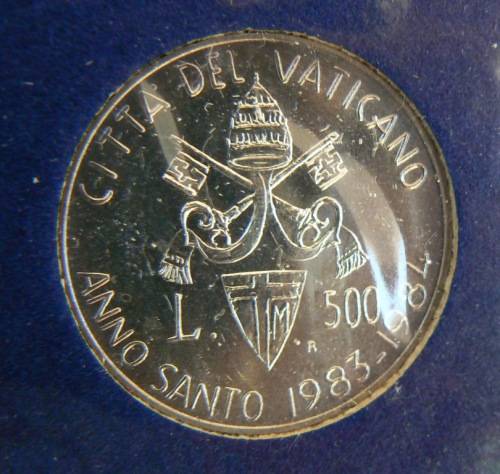 CITTA' DEL VATICANO
L. 500
M
R
ANNO SANTO 1983-1984